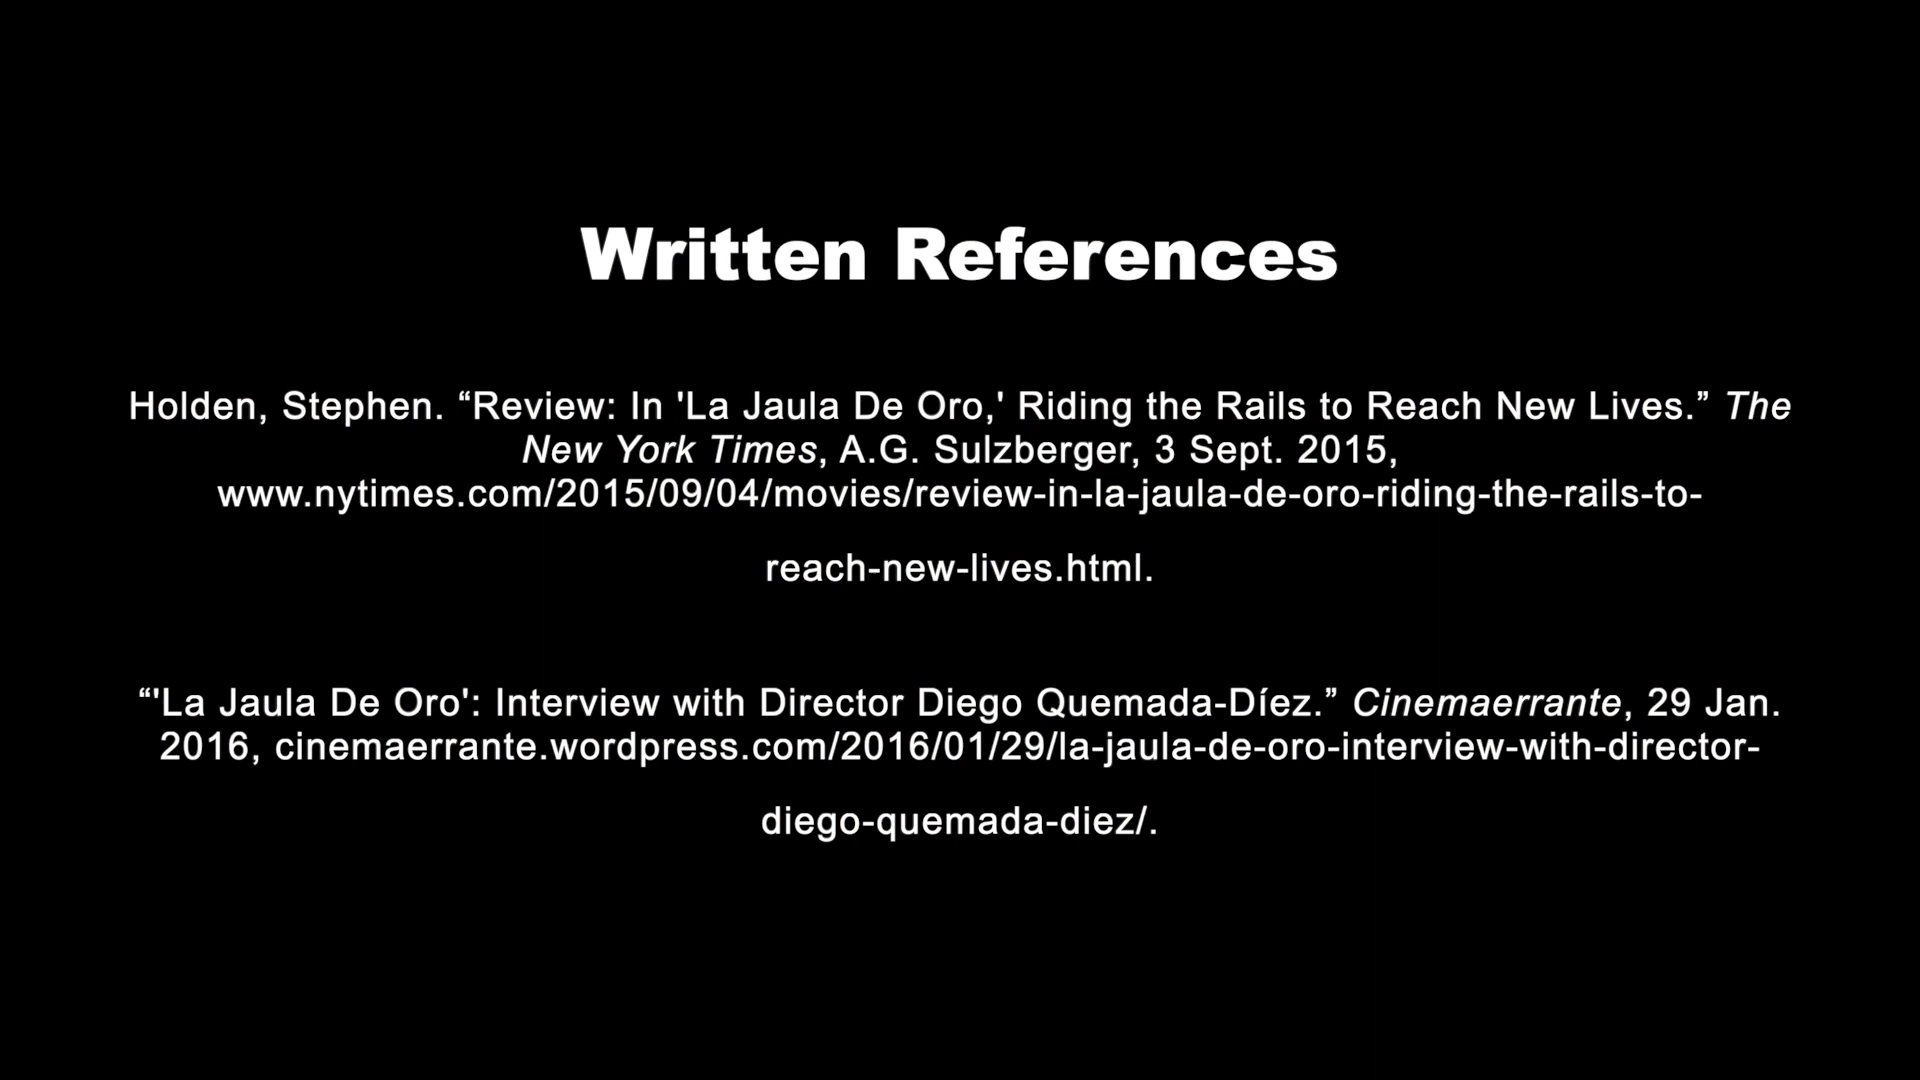 Written References
Holden, Stephen. “Review: In 'La Jaula De Oro,' Riding the Rails to Reach New Lives.” The
New York Times, A.G. Sulzberger, 3 Sept. 2015,
www.nytimes.com/2015/09/04/movies/review-in-la-jaula-de-oro-riding-the-rails-to-
reach-new-lives.html.
“'La Jaula De Oro': Interview with Director Diego Quemada-Díez.” Cinemaerrante, 29 Jan.
2016, cinemaerrante.wordpress.com/2016/01/29/la-jaula-de-oro-interview-with-director-
diego-quemada-diez/.